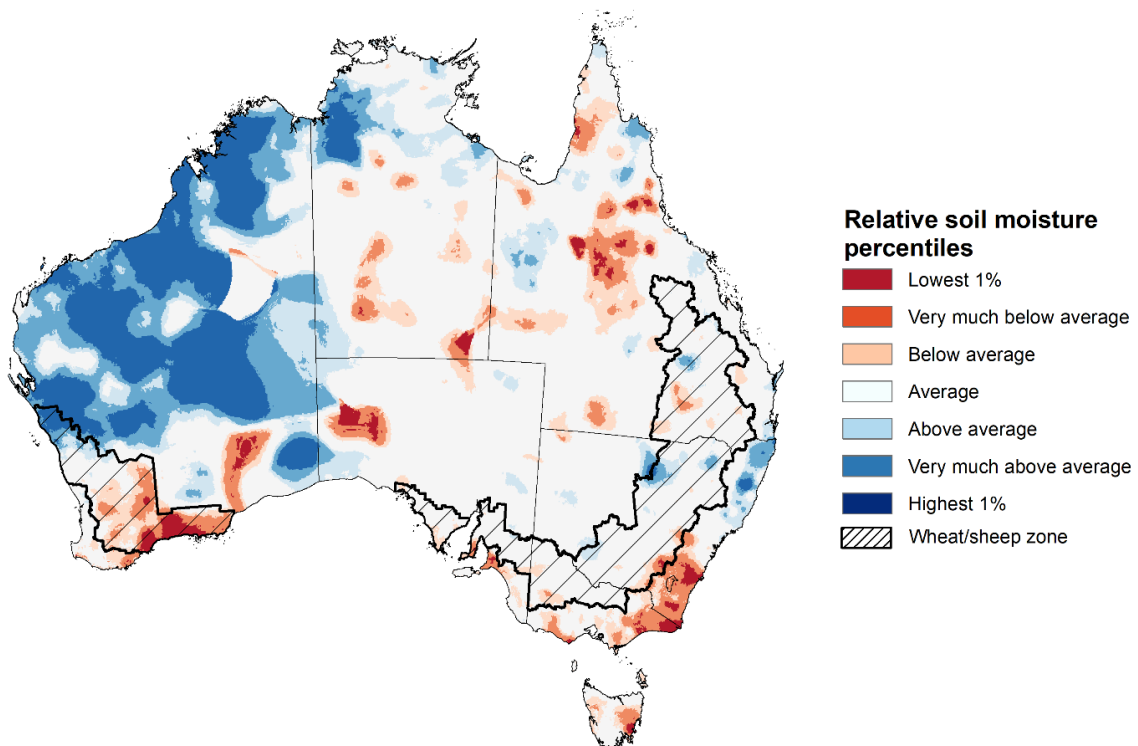 Relative soil moisture
percentiles
Lowest 1%
Very much below average
Below average
Average
Above average
Very much above average
Highest 1%
Wheat/sheep zone